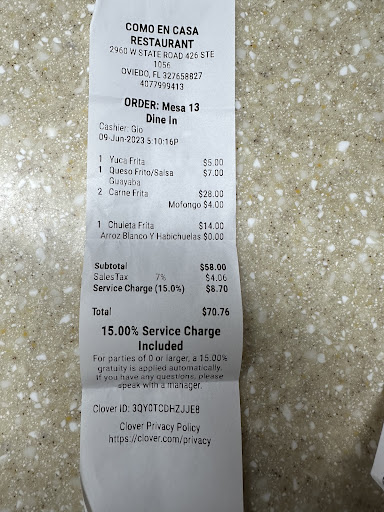 COMO EN CASA
RESTAURANT
2960 W STATE ROAD 426 STE
1056
OVIEDO, FL 327658827
4077999413
ORDER: Mesa 13
Dine In
Cashier: Gio
09-Jun-2023 5:10:16P
1 Yuca Frita $5.00
1 Queso Frito/Salsa $7.00
Guayaba
2 Carne Frita $28.00
Mofongo $4.00
1 Chuleta Frita $14.00
Arroz Blanco Y Habichuelas $0.00
Subtotal $58.00
Sales Tax 7% $4.06
Service Charge (15.0%) $8.70
Total $70.76
15.00% Service Charge
Included
For parties of 0 or larger, a 15.00%
gratuity is applied automatically.
If you have any questions, please
speak with a manager.
Clover ID: 3QY0TCDHZJJE8
Clover Privacy Policy
https://clover.com/privacy